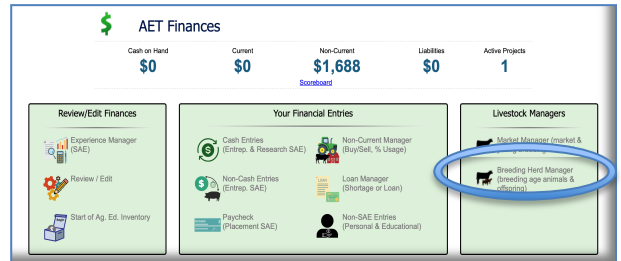 AET Finances
Cash on Hand Current Non-Current Liabilities Active Projects
$0 $0 $1,688 $0 1
Scoreboard
Review/Edit Finances
Experience Manager
(SAE)
Review / Edit
Start of Ag. Ed. Inventory
Your Financial Entries
Cash Entries
(Entrep. & Research SAE)
Non-Current Manager
(Buy/Sell, % Usage)
Non-Cash Entries
(Entrep. SAE)
Loan Manager
(Shortage or Loan)
Paycheck
(Placement SAE)
Non-SAE Entries
(Personal & Educational)
Livestock Managers
Market Manager (market &
Breeding Herd Manager
(breeding age animals &
offspring)